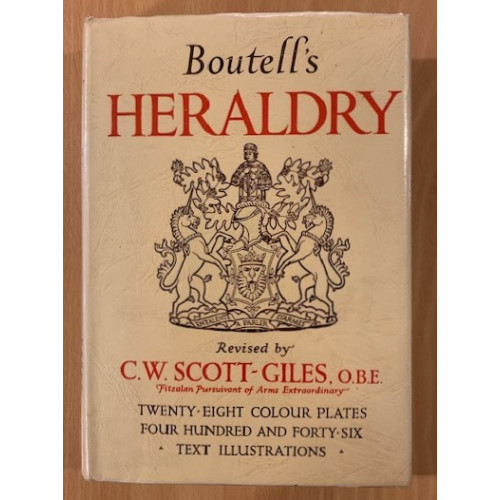 Boutell's
HERALDRY
Revised by
C.W. SCOTT-GILES, O.B.E.
Fitzalan Pursuivant of Arms Extraordinary
TWENTY-EIGHT COLOUR PLATES
FOUR HUNDRED AND FORTY-SIX
· TEXT ILLUSTRATIONS ·